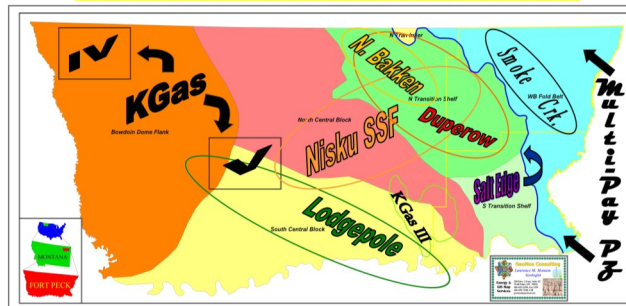 IV
KGas
Bowdoin Dome Flank
N. Bakken
N Transition Shelf
Duperow
Smoke Crk.
WB Fold Belt
Multi-Pay PZ
North Central Block
Nisku SSF
V
Salt Edge
S Transition Shelf
KGas III
Lodgepole
South Central Block
MONTANA
FORT PECK